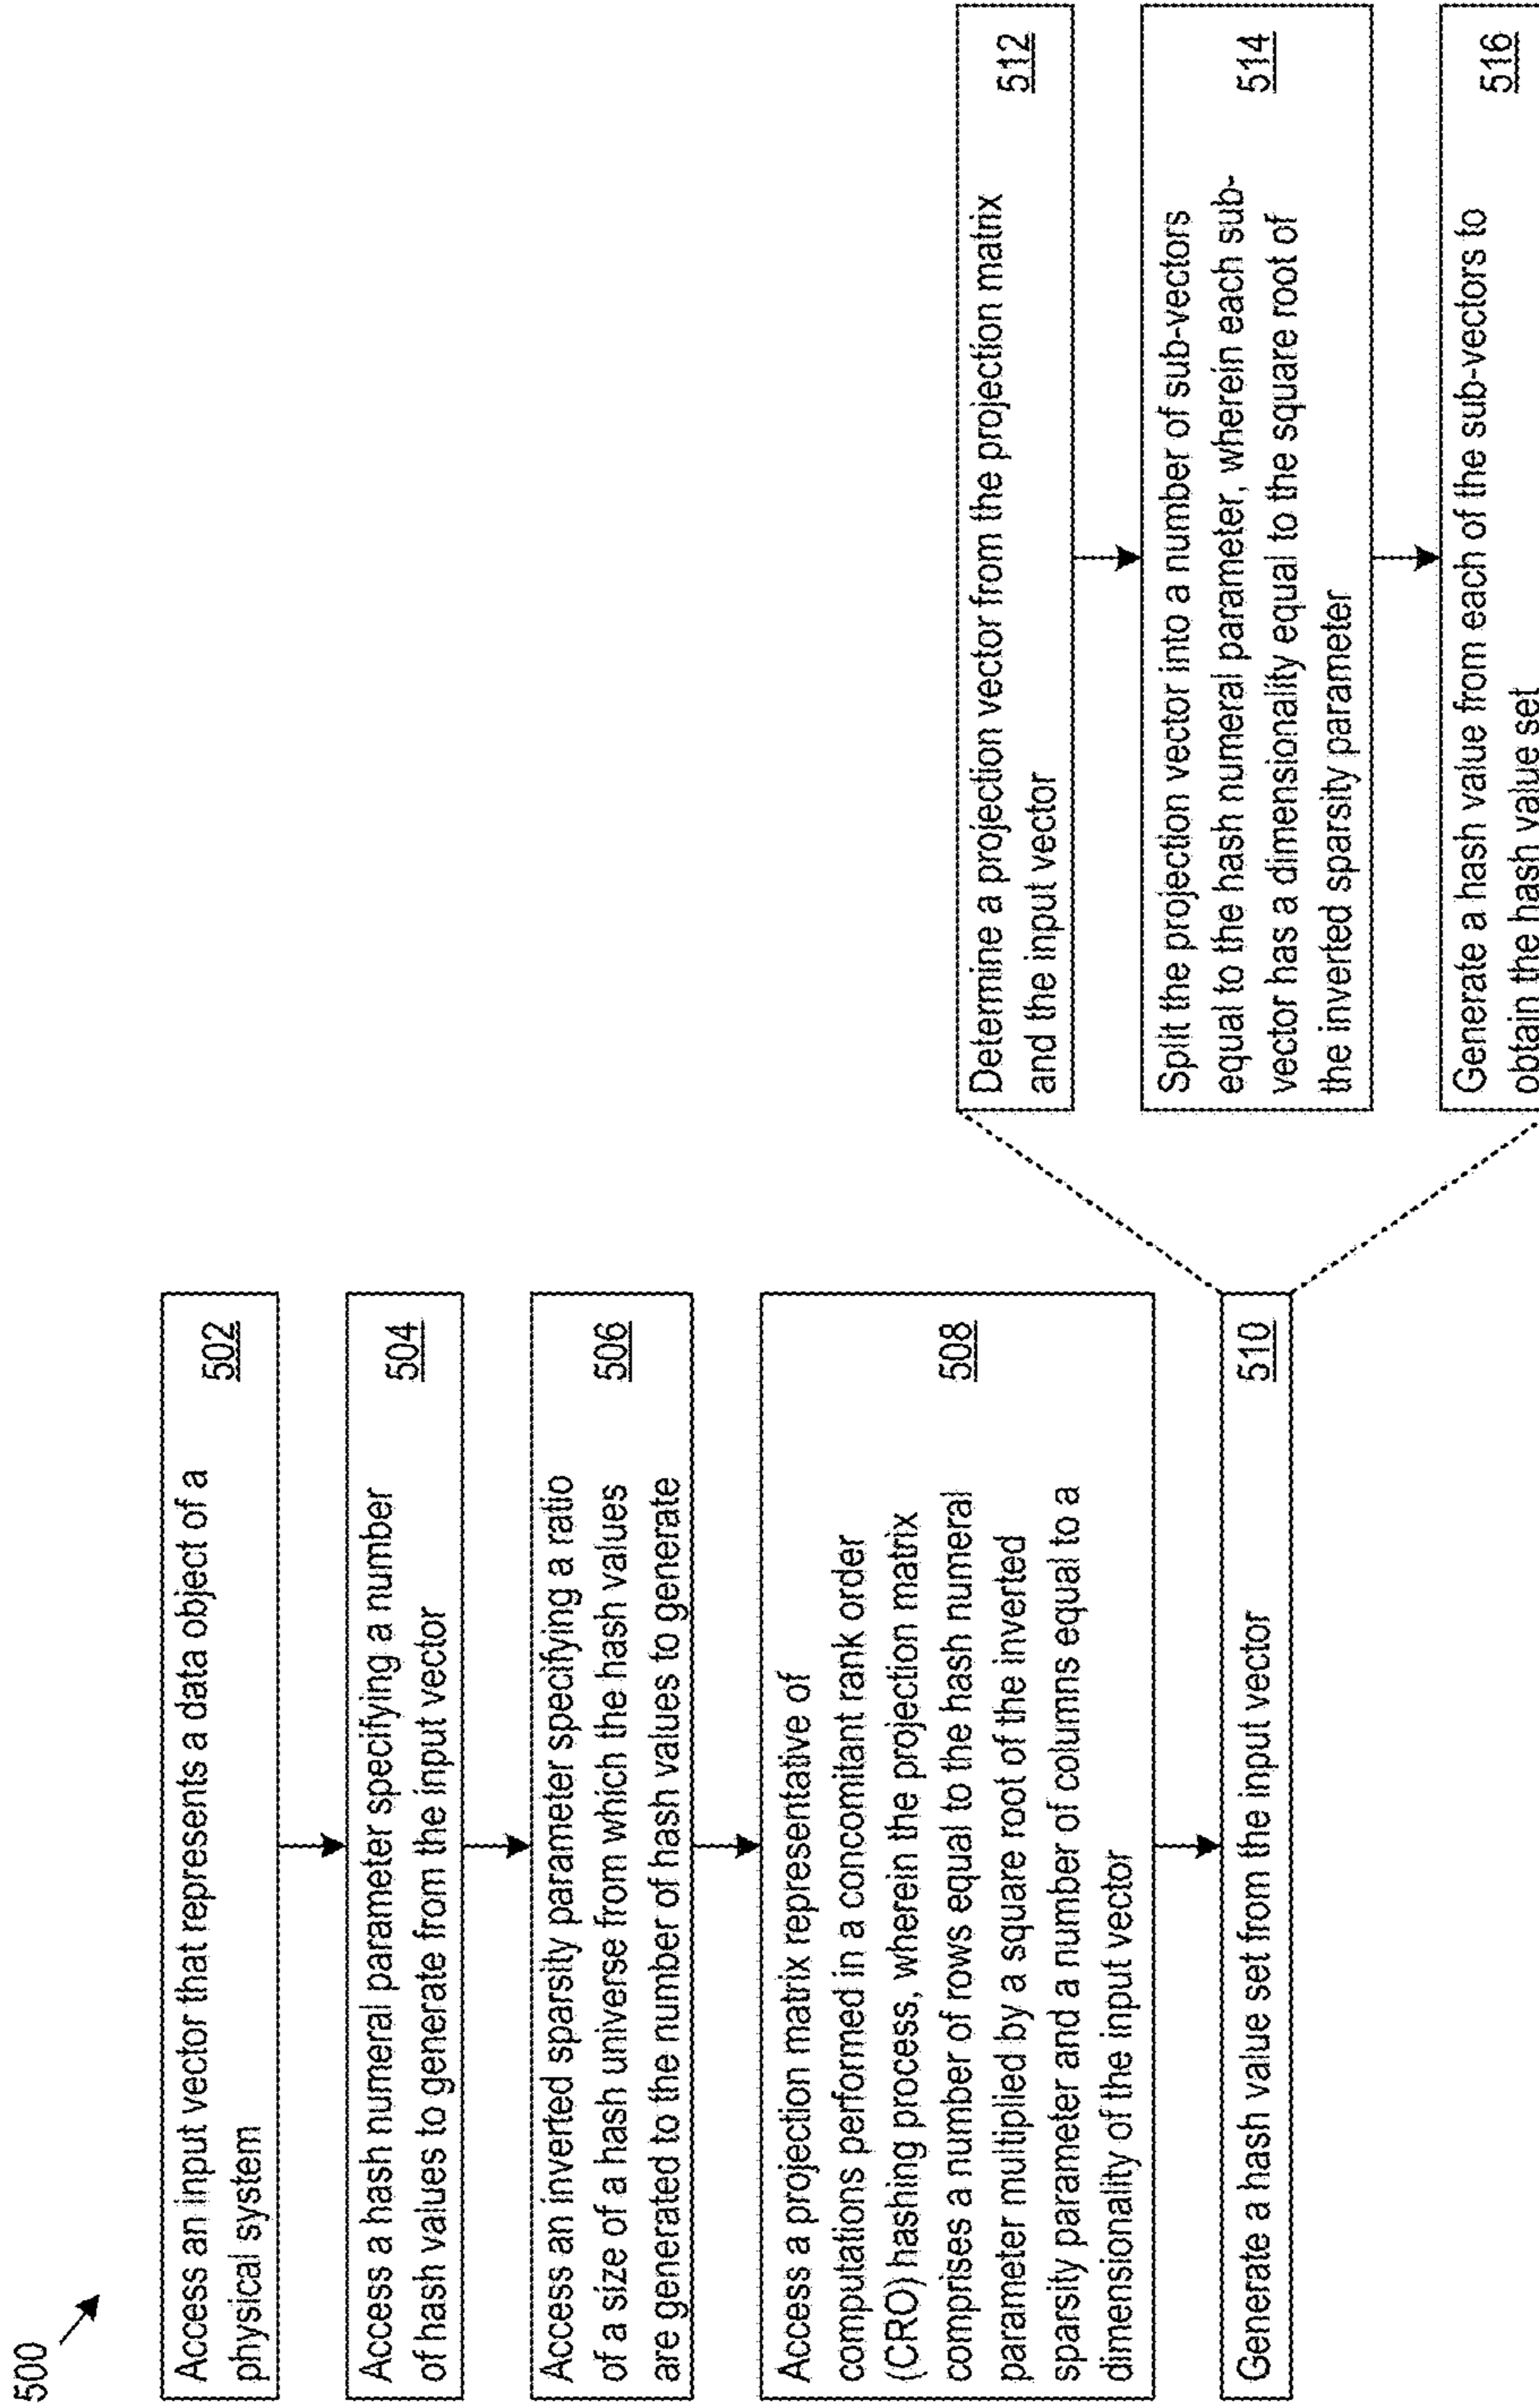 500
Access an input vector that represents a data object of a
physical system
502
Access a hash numeral parameter specifying a number
of hash values to generate from the input vector
504
Access an inverted sparsity parameter specifying a ratio
of a size of a hash universe from which the hash values
are generated to the number of hash values to generate
506
Access a projection matrix representative of
computations performed in a concomitant rank order
(CRO) hashing process, wherein the projection matrix
comprises a number of rows equal to the hash numeral
parameter multiplied by a square root of the inverted
sparsity parameter and a number of columns equal to a
dimensionality of the input vector
508
Generate a hash value set from the input vector
510
Determine a projection vector from the projection matrix
and the input vector
512
Split the projection vector into a number of sub-vectors
equal to the hash numeral parameter, wherein each sub-
vector has a dimensionality equal to the square root of
the inverted sparsity parameter
514
Generate a hash value from each of the sub-vectors to
obtain the hash value set
516